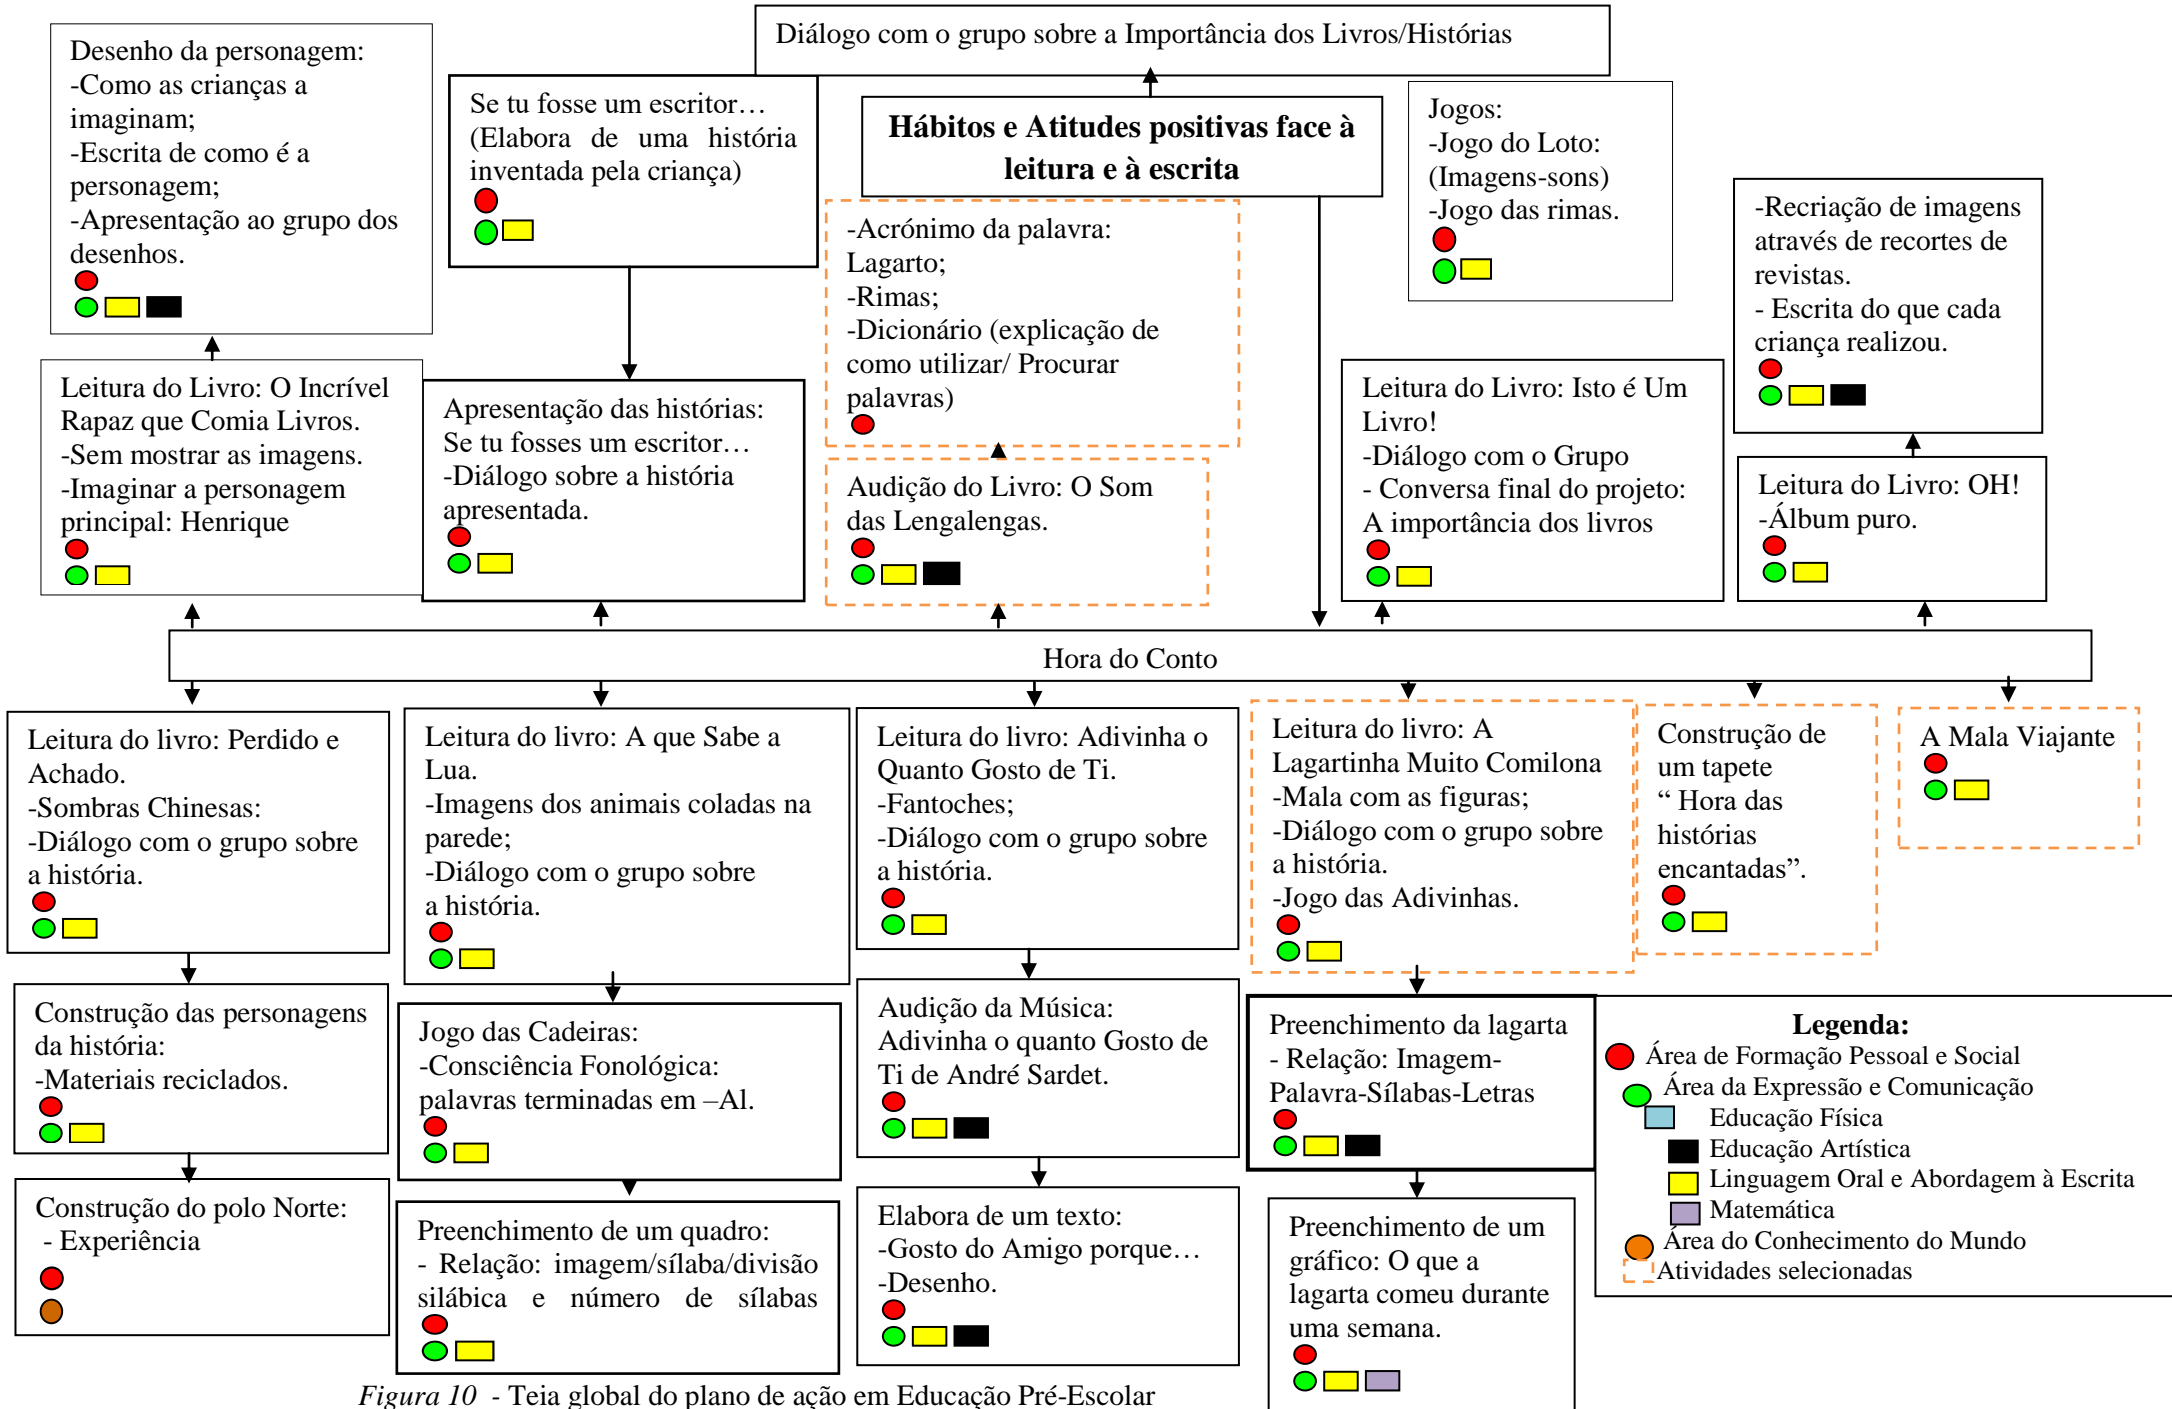 Diálogo com o grupo sobre a Importância dos Livros/Histórias
Desenho da personagem:
-Como as crianças a
imaginam;
-Escrita de como é a
personagem;
-Apresentação ao grupo dos
desenhos.
Se tu fosse um escritor…
(Elabora de uma história
inventada pela criança)
Hábitos e Atitudes positivas face à
leitura e à escrita
Jogos:
-Jogo do Loto:
(Imagens-sons)
-Jogo das rimas.
-Recriação de imagens
através de recortes de
revistas.
- Escrita do que cada
criança realizou.
-Acrónimo da palavra:
Lagarto;
-Rimas;
-Dicionário (explicação de
como utilizar/ Procurar
palavras)
Leitura do Livro: O Incrível
Rapaz que Comia Livros.
-Sem mostrar as imagens.
-Imaginar a personagem
principal: Henrique
Apresentação das histórias:
Se tu fosses um escritor…
-Diálogo sobre a história
apresentada.
Audição do Livro: O Som
das Lengalengas.
Leitura do Livro: Isto é Um
Livro!
-Diálogo com o Grupo
- Conversa final do projeto:
A importância dos livros
Leitura do Livro: OH!
-Álbum puro.
Hora do Conto
Leitura do livro: Perdido e
Achado.
-Sombras Chinesas:
-Diálogo com o grupo sobre
a história.
Leitura do livro: A que Sabe a
Lua.
-Imagens dos animais coladas na
parede;
-Diálogo com o grupo sobre
a história.
Leitura do livro: Adivinha o
Quanto Gosto de Ti.
-Fantoches;
-Diálogo com o grupo sobre
a história.
Leitura do livro: A
Lagartinha Muito Comilona
-Mala com as figuras;
-Diálogo com o grupo sobre
a história.
-Jogo das Adivinhas.
Construção de
um tapete
“ Hora das
histórias
encantadas”.
A Mala Viajante
Construção das personagens
da história:
-Materiais reciclados.
Jogo das Cadeiras:
-Consciência Fonológica:
palavras terminadas em –Al.
Audição da Música:
Adivinha o quanto Gosto de
Ti de André Sardet.
Preenchimento da lagarta
- Relação: Imagem-
Palavra-Sílabas-Letras
Construção do polo Norte:
- Experiência
Preenchimento de um quadro:
- Relação: imagem/sílaba/divisão
silábica e número de sílabas
Elabora de um texto:
-Gosto do Amigo porque…
-Desenho.
Preenchimento de um
gráfico: O que a
lagarta comeu durante
uma semana.
Legenda:
Área de Formação Pessoal e Social
Área da Expressão e Comunicação
Educação Física
Educação Artística
Linguagem Oral e Abordagem à Escrita
Matemática
Área do Conhecimento do Mundo
Atividades selecionadas
Figura 10 - Teia global do plano de ação em Educação Pré-Escolar